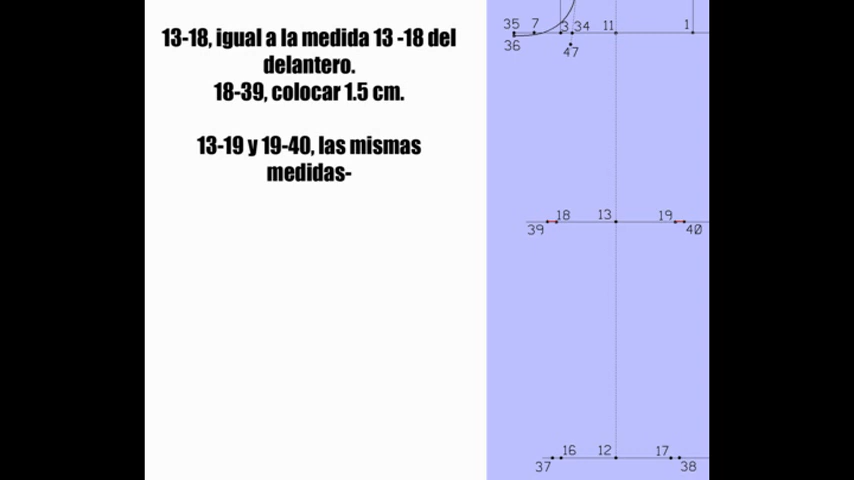 13-18, igual a la medida 13 -18 del
delantero.
18-39, colocar 1.5 cm.
13-19 y 19-40, las mismas
medidas-
35 7 3 34 11 1
36 47
18 13 19
39 40
16 12 17
37 38